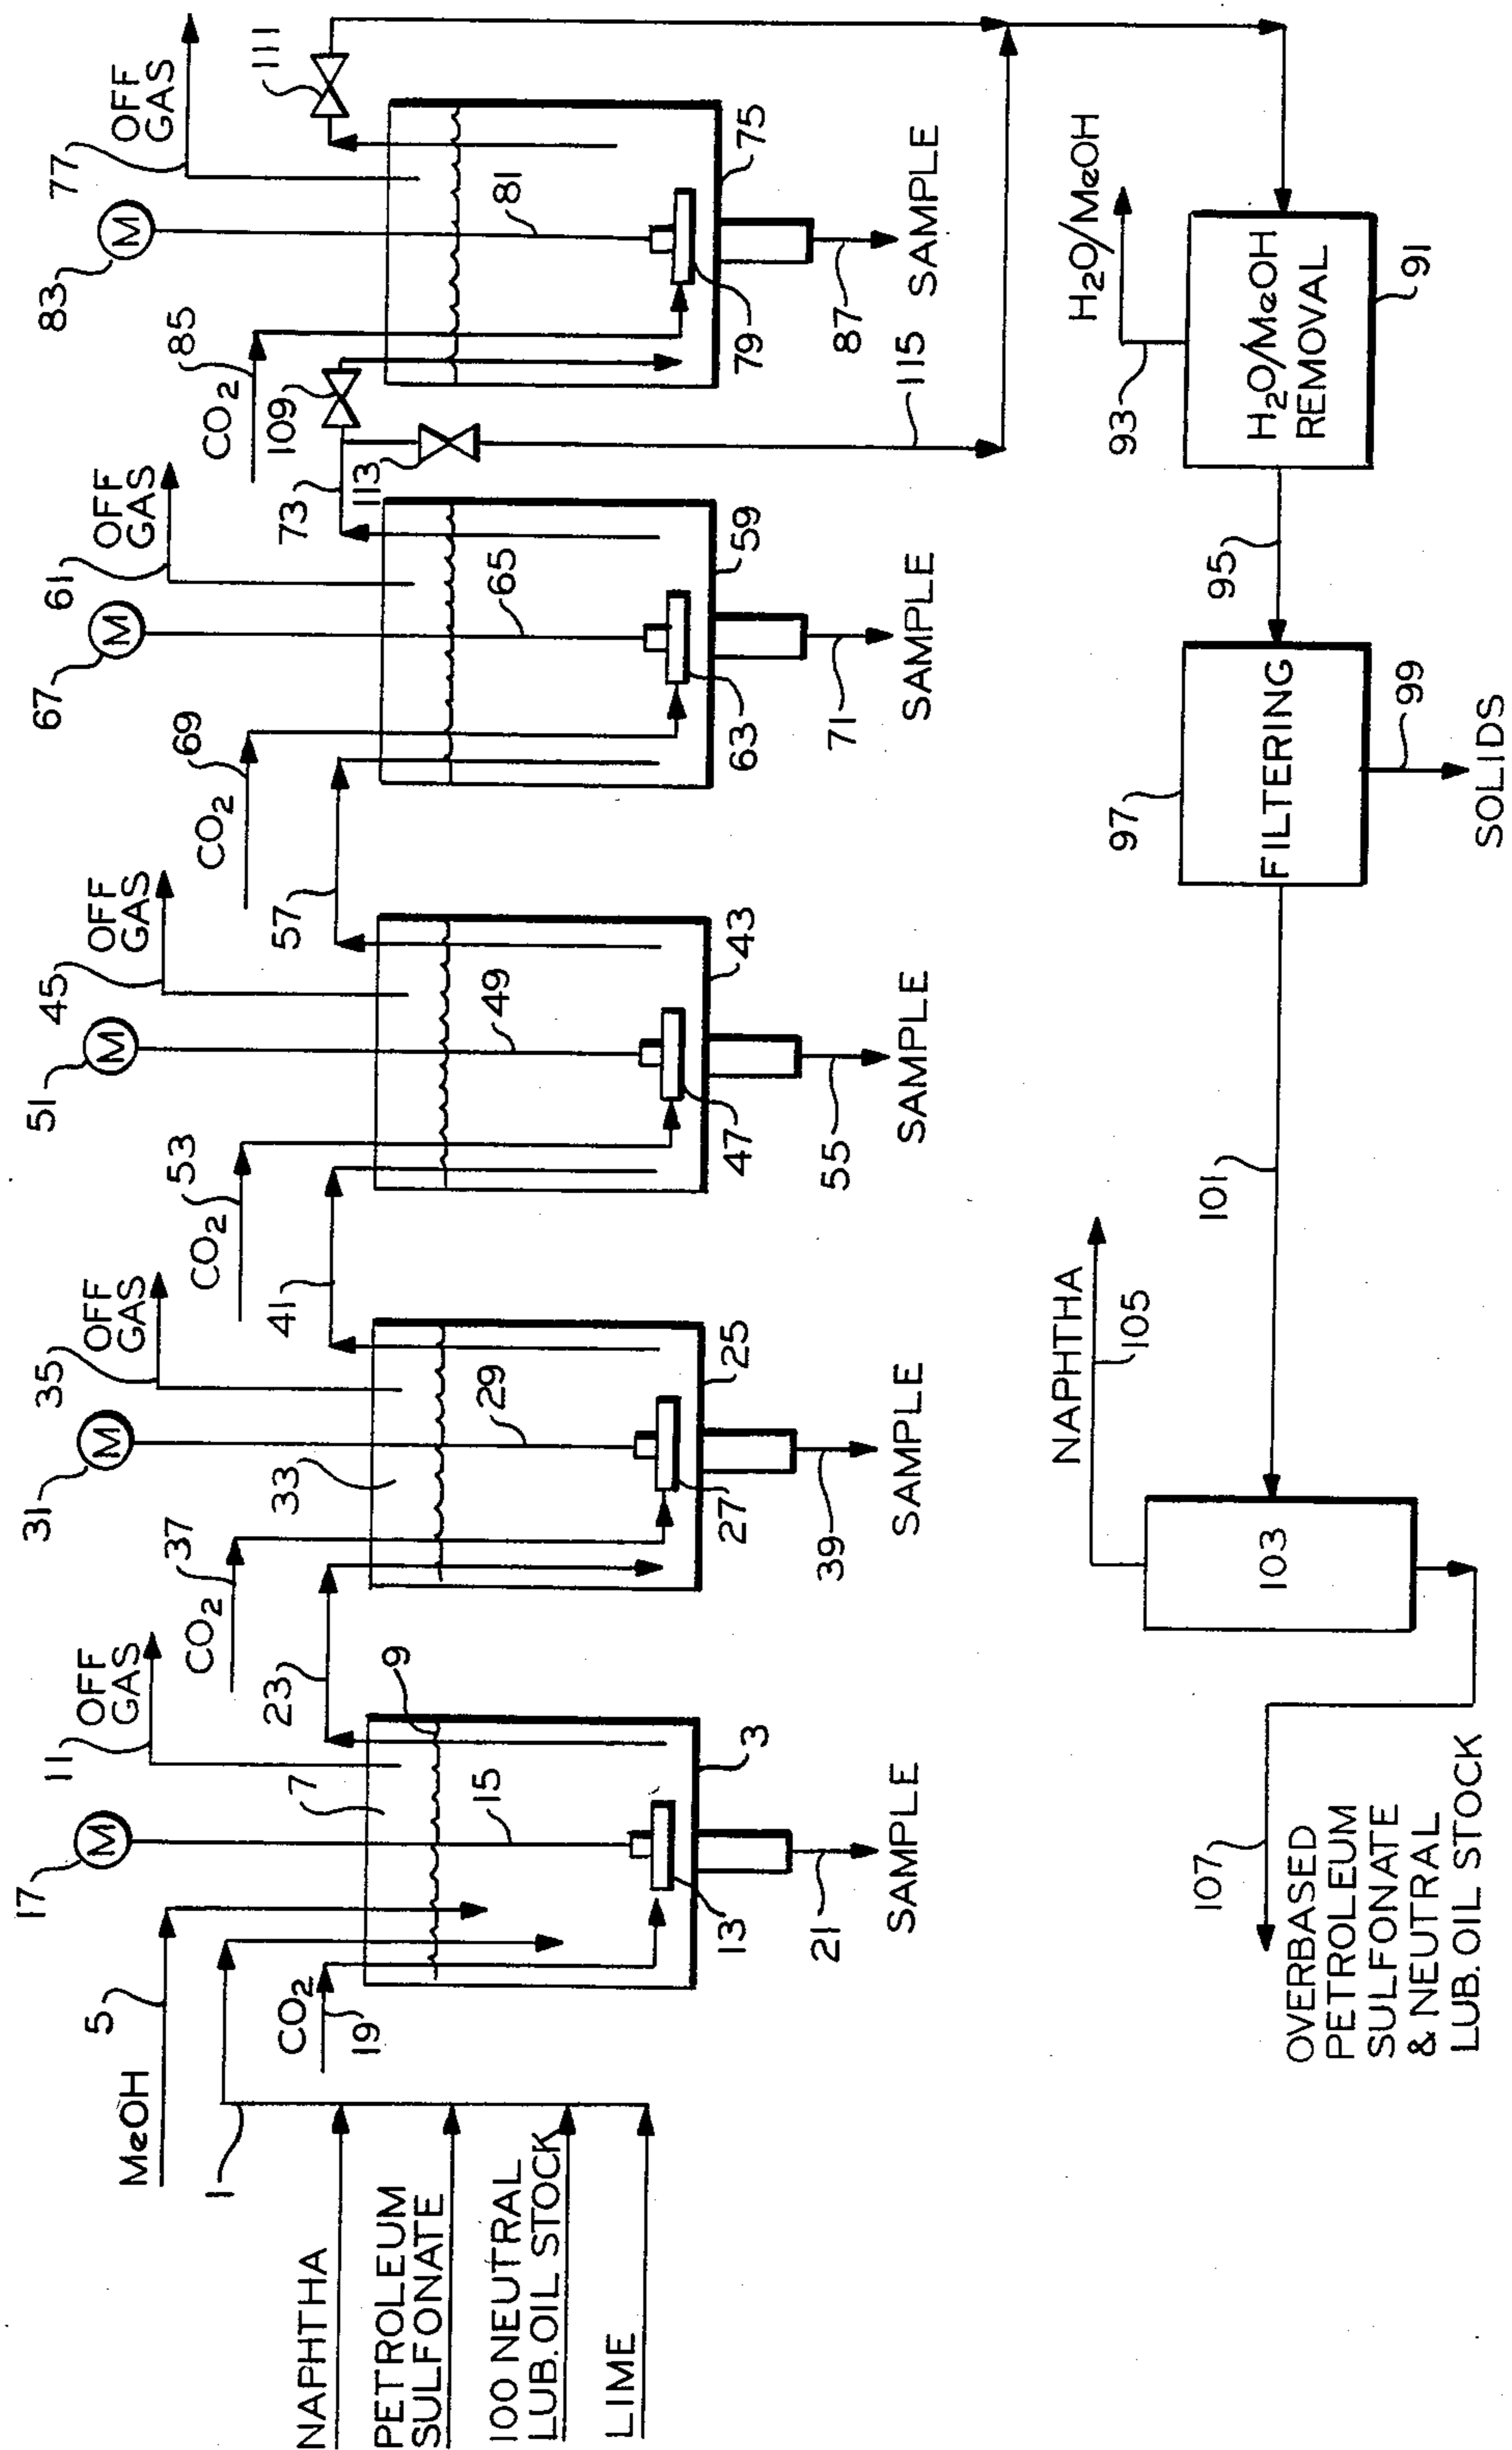 MeOH
5
1
NAPHTHA
PETROLEUM
SULFONATE
100 NEUTRAL
LUB. OIL STOCK
LIME
CO2
19
17
M
11
OFF
GAS
7
9
15
13
3
21
SAMPLE
23
CO2
37
31
M
35
OFF
GAS
33
29
27
25
39
SAMPLE
41
CO2
53
51
M
45
OFF
GAS
49
47
43
55
SAMPLE
57
CO2
69
67
M
61
OFF
GAS
65
63
59
71
SAMPLE
73
113
109
CO2
85
83
M
77
OFF
GAS
111
81
79
75
87
SAMPLE
115
H2O/MeOH
93
H2O/MeOH
REMOVAL
91
95
97
FILTERING
99
SOLIDS
101
NAPHTHA
105
103
107
OVERBASED
PETROLEUM
SULFONATE
& NEUTRAL
LUB. OIL STOCK